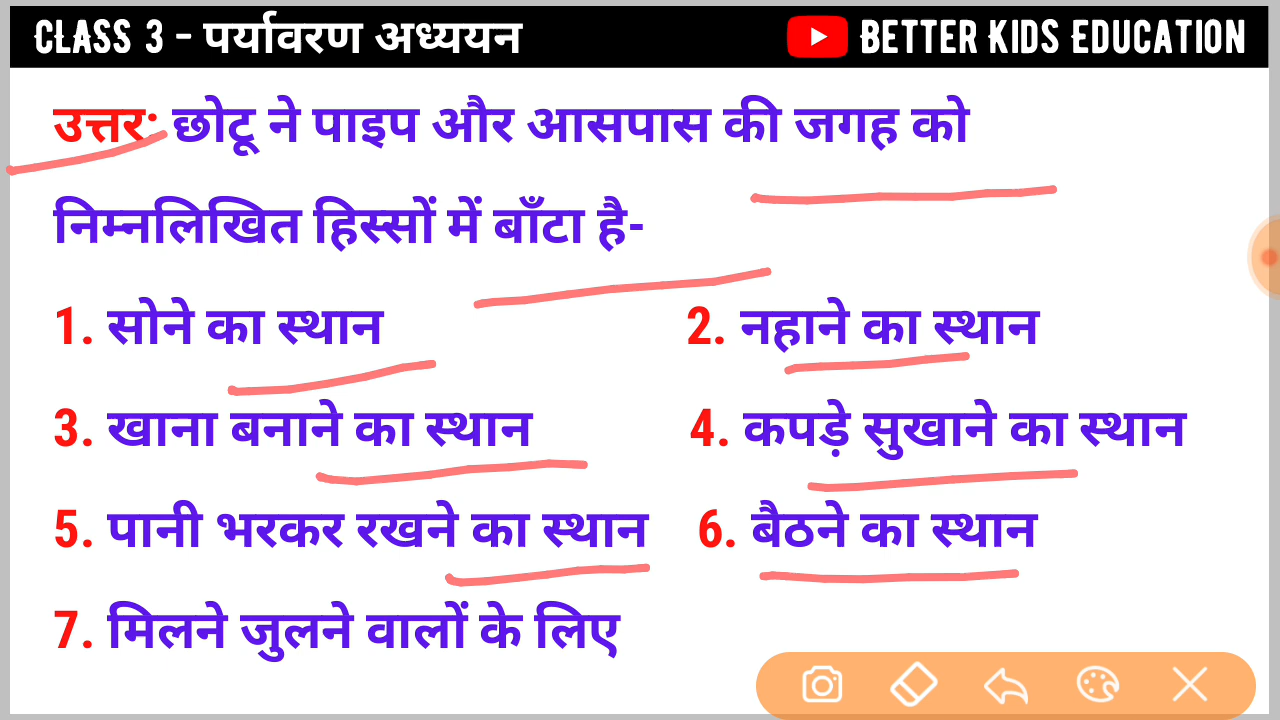 CLASS 3 - पर्यावरण अध्ययन BETTER KIDS EDUCATION
उत्तर: छोटू ने पाइप और आसपास की जगह को
निम्नलिखित हिस्सों में बाँटा है-
1. सोने का स्थान 2. नहाने का स्थान
3. खाना बनाने का स्थान 4. कपड़े सुखाने का स्थान
5. पानी भरकर रखने का स्थान 6. बैठने का स्थान
7. मिलने जुलने वालों के लिए